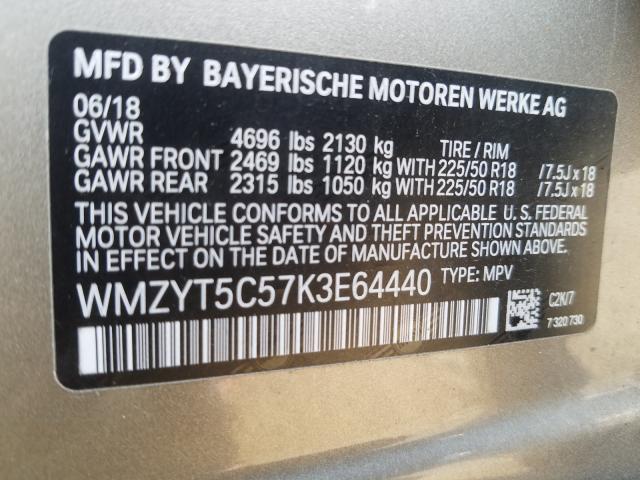 MFD BY BAYERISCHE MOTOREN WERKE AG
06/18
GVWR 4696 lbs 2130 kg TIRE / RIM
GAWR FRONT 2469 lbs 1120 kg WITH 225/50 R18 / 7.5J x 18
GAWR REAR 2315 lbs 1050 kg WITH 225/50 R18 / 7.5J x 18
THIS VEHICLE CONFORMS TO ALL APPLICABLE U. S. FEDERAL
MOTOR VEHICLE SAFETY AND THEFT PREVENTION STANDARDS
IN EFFECT ON THE DATE OF MANUFACTURE SHOWN ABOVE.
WMZYT5C57K3E64440 TYPE: MPV
C2K/7
7 320 730